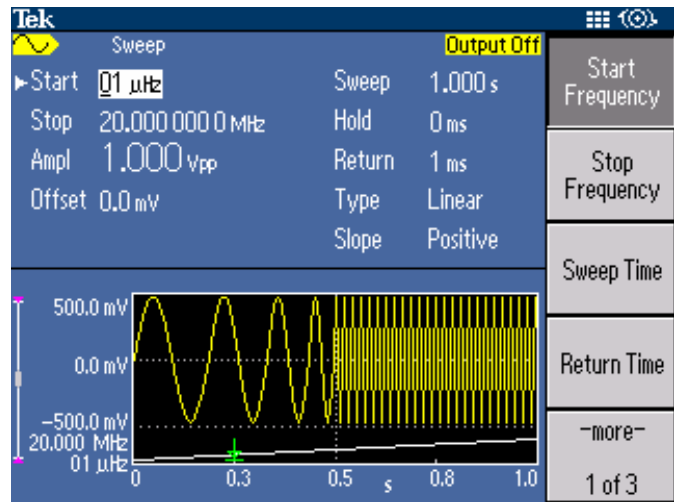 Tek
Sweep
Output Off
Start 01 µHz
Stop 20.000 000 0 MHz
Ampl 1.000 Vpp
Offset 0.0 mV
Sweep 1.000 s
Hold 0 ms
Return 1 ms
Type Linear
Slope Positive
500.0 mV
0.0 mV
-500.0 mV
20.000 MHz
01 µHz
0 0.3 0.5 s 0.8 1.0
Start
Frequency
Stop
Frequency
Sweep Time
Return Time
-more-
1 of 3